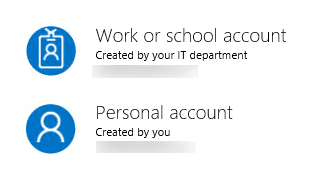 Work or school account
Created by your IT department
Personal account
Created by you